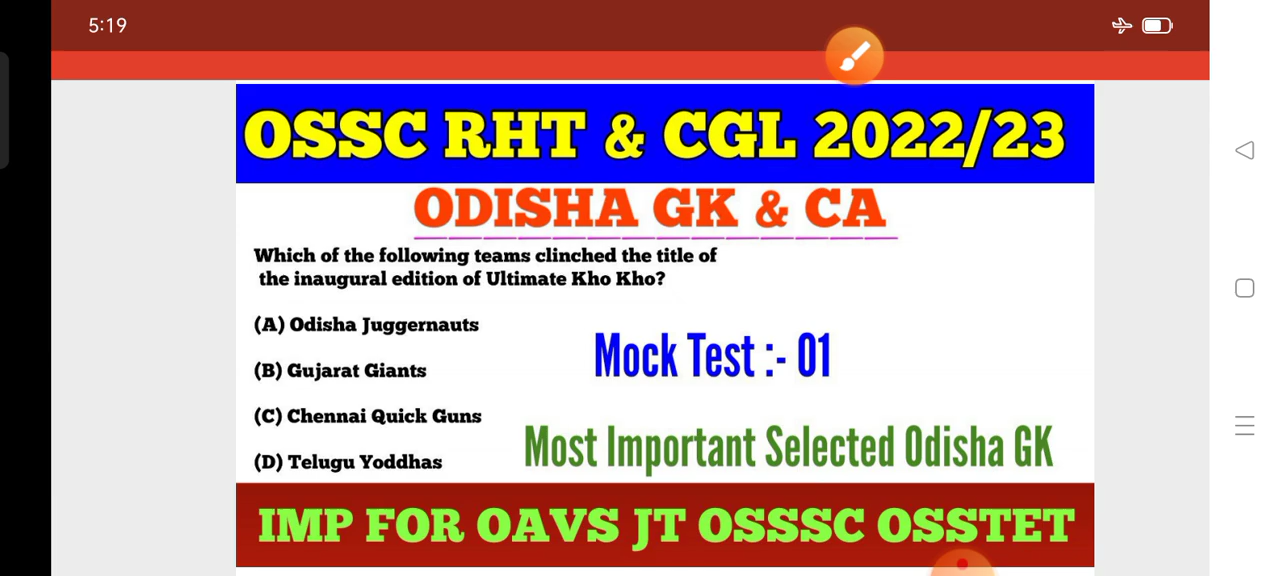 5:19
OSSC RHT & CGL 2022/23
ODISHA GK & CA
Which of the following teams clinched the title of
the inaugural edition of Ultimate Kho Kho?
(A) Odisha Juggernauts
(B) Gujarat Giants
(C) Chennai Quick Guns
(D) Telugu Yoddhas
Mock Test :- 01
Most Important Selected Odisha GK
IMP FOR OAVS JT OSSSC OSSTET